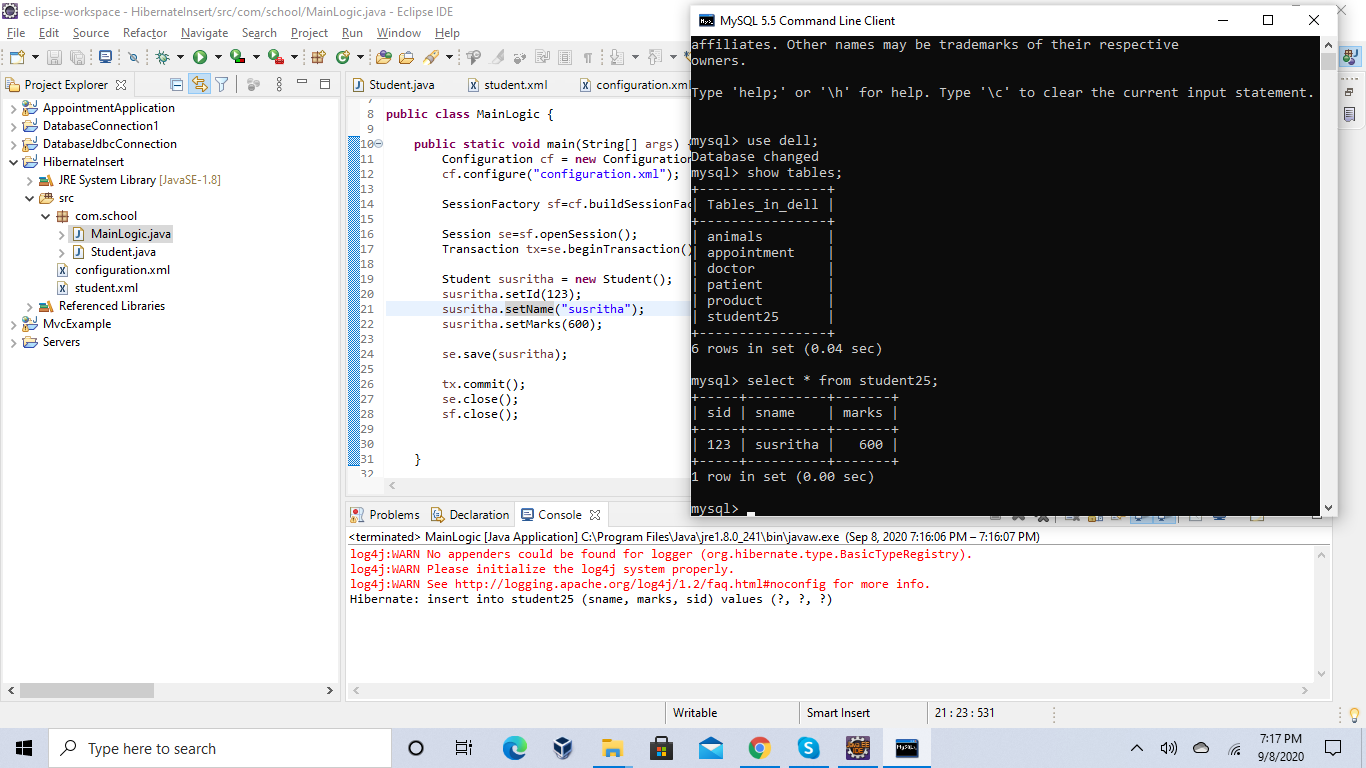 eclipse-workspace - HibernateInsert/src/com/school/MainLogic.java - Eclipse IDE
File Edit Source Refactor Navigate Search Project Run Window Help
Project Explorer
AppointmentApplication
DatabaseConnection1
DatabaseJdbcConnection
HibernateInsert
JRE System Library [JavaSE-1.8]
src
com.school
MainLogic.java
Student.java
configuration.xml
student.xml
Referenced Libraries
MvcExample
Servers
Student.java student.xml configuration.xm
7
8 public class MainLogic {
9
10 public static void main(String[] args) {
11 Configuration cf = new Configuration
12 cf.configure("configuration.xml");
13
14 SessionFactory sf=cf.buildSessionFac
15
16 Session se=sf.openSession();
17 Transaction tx=se.beginTransaction()
18
19 Student susritha = new Student();
20 susritha.setId(123);
21 susritha.setName("susritha");
22 susritha.setMarks(600);
23
24 se.save(susritha);
25
26 tx.commit();
27 se.close();
28 sf.close();
29
30
31 }
32
MySQL 5.5 Command Line Client
affiliates. Other names may be trademarks of their respective
owners.
Type 'help;' or '\h' for help. Type '\c' to clear the current input statement.
mysql> use dell;
Database changed
mysql> show tables;
+----------------+
| Tables_in_dell |
+----------------+
| animals        |
| appointment    |
| doctor         |
| patient        |
| product        |
| student25      |
+----------------+
6 rows in set (0.04 sec)
mysql> select * from student25;
+-----+----------+-------+
| sid | sname    | marks |
+-----+----------+-------+
| 123 | susritha |   600 |
+-----+----------+-------+
1 row in set (0.00 sec)
mysql>
Problems Declaration Console
<terminated> MainLogic [Java Application] C:\Program Files\Java\jre1.8.0_241\bin\javaw.exe (Sep 8, 2020 7:16:06 PM – 7:16:07 PM)
log4j:WARN No appenders could be found for logger (org.hibernate.type.BasicTypeRegistry).
log4j:WARN Please initialize the log4j system properly.
log4j:WARN See http://logging.apache.org/log4j/1.2/faq.html#noconfig for more info.
Hibernate: insert into student25 (sname, marks, sid) values (?, ?, ?)
Writable Smart Insert 21 : 23 : 531
Type here to search
7:17 PM
9/8/2020